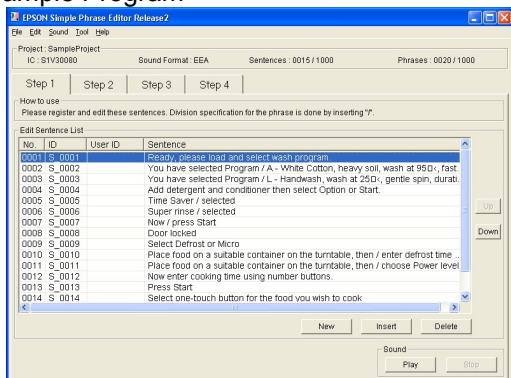 ample Program
EPSON Simple Phrase Editor Release2
File Edit Sound Tool Help
Project : SampleProject
IC : S1V30080 Sound Format : EEA Sentences : 0015 / 1000 Phrases : 0020 / 1000
Step 1 Step 2 Step 3 Step 4
How to use
Please register and edit these sentences. Division specification for the phrase is done by inserting "/".
Edit Sentence List
No. ID User ID Sentence
0001 S_0001 Ready, please load and select wash program
0002 S_0002 You have selected Program / A - White Cotton, heavy soil, wash at 95□‹, fast.
0003 S_0003 You have selected Program / L - Handwash, wash at 25□‹, gentle spin, durati.
0004 S_0004 Add detergent and conditioner then select Option or Start.
0005 S_0005 Time Saver / selected
0006 S_0006 Super rinse / selected
0007 S_0007 Now / press Start
0008 S_0008 Door locked
0009 S_0009 Select Defrost or Micro
0010 S_0010 Place food on a suitable container on the turntable, then / enter defrost time ..
0011 S_0011 Place food on a suitable container on the turntable, then / choose Power level
0012 S_0012 Now enter cooking time using number buttons.
0013 S_0013 Press Start
0014 S_0014 Select one-touch button for the food you wish to cook
Up
Down
New Insert Delete
Sound
Play Stop